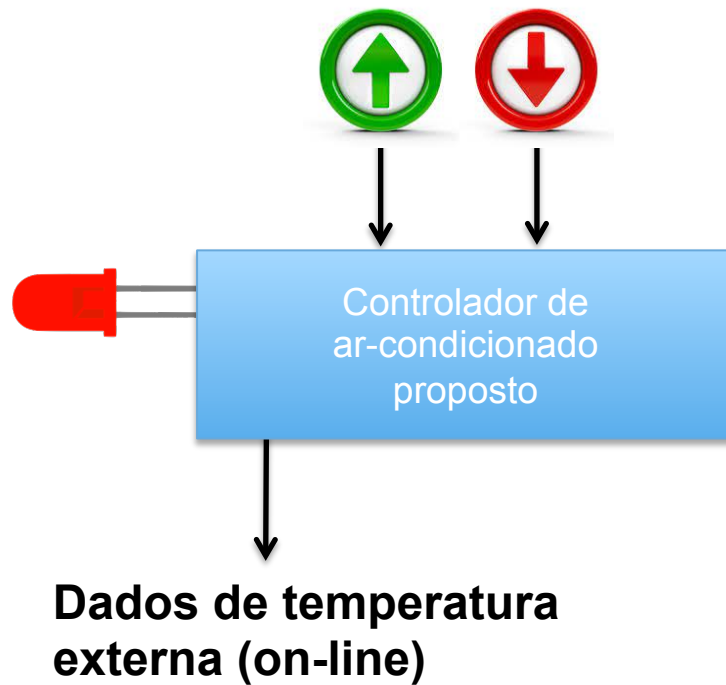 Controlador de
ar-condicionado
proposto
Dados de temperatura
externa (on-line)